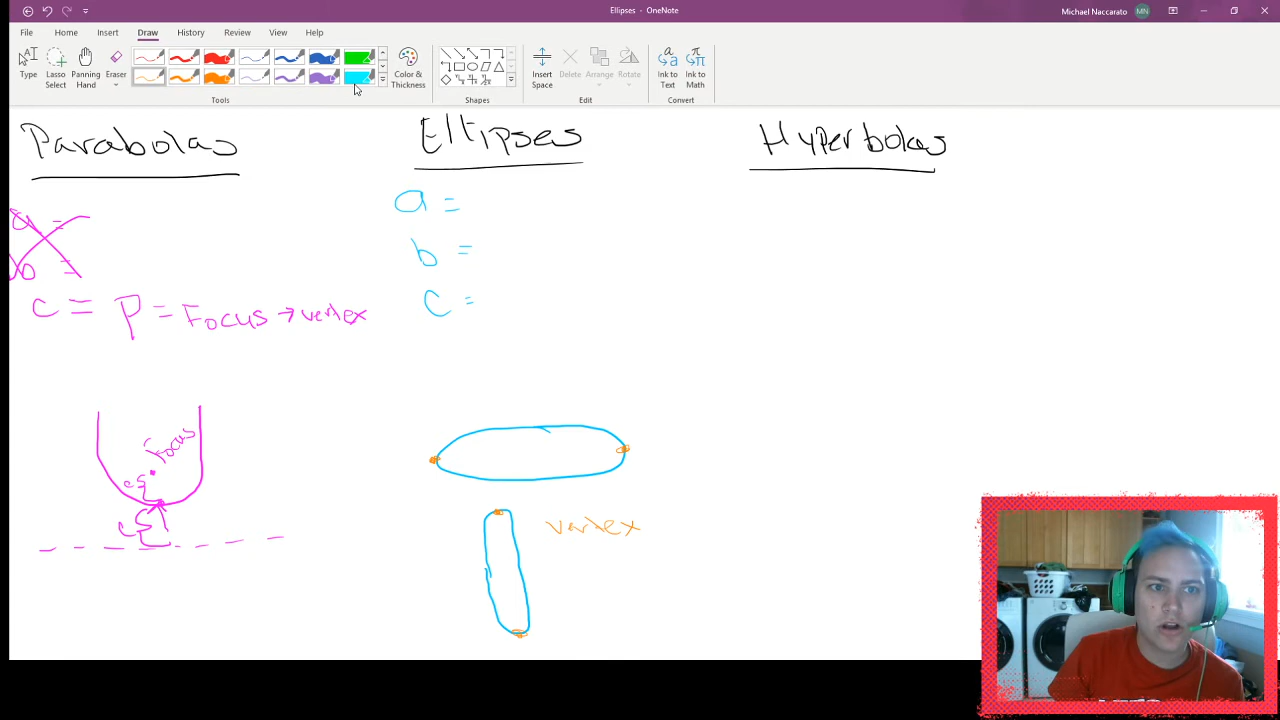 Ellipses - OneNote
Michael Naccarato MN
File Home Insert Draw History Review View Help
Type Lasso Select Panning Hand Eraser Color & Thickness Insert Space Delete Arrange Rotate Ink to Text Ink to Math
Tools Shapes Edit Convert
Parabolas
a =
b =
c = P = Focus → vertex
Focus
c
c
Ellipses
a =
b =
c =
vertex
Hyperbolas